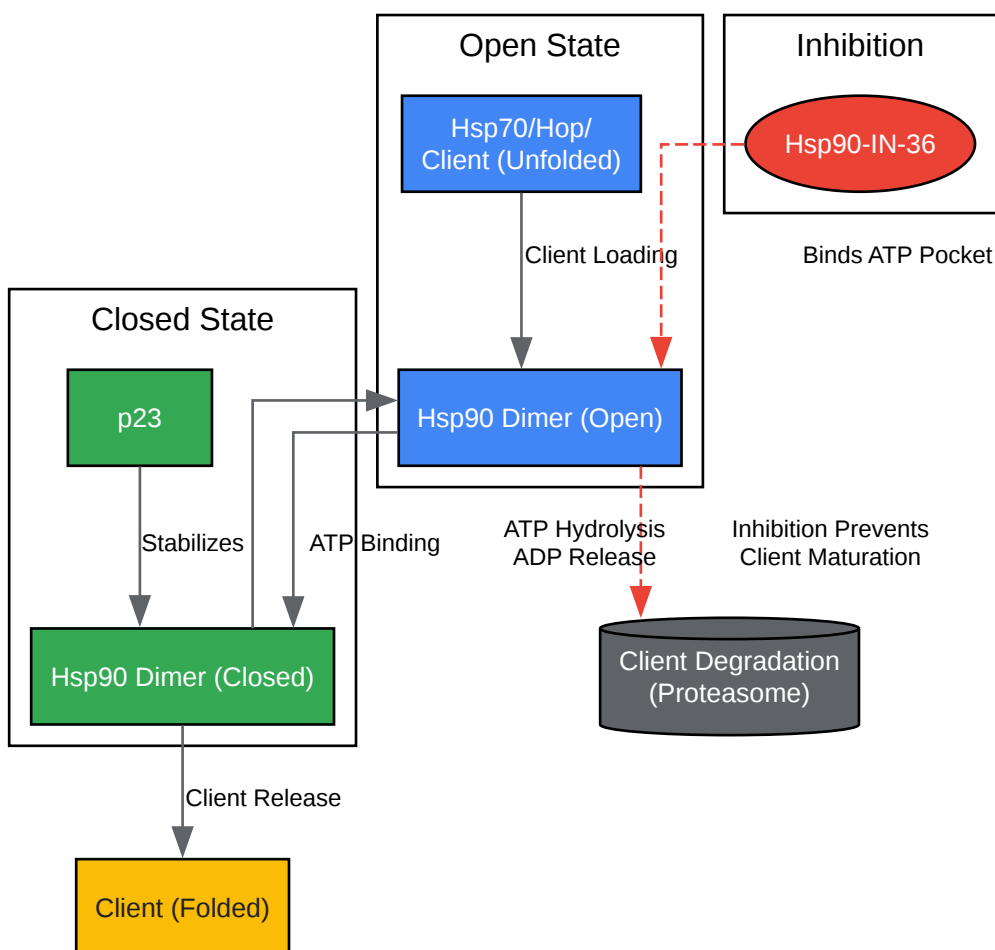 Open State
Inhibition
Hsp70/Hop/
Client (Unfolded)
Hsp90-IN-36
Client Loading
Binds ATP Pocket
Closed State
p23
Hsp90 Dimer (Open)
Stabilizes
ATP Binding
ATP Hydrolysis
ADP Release
Inhibition Prevents
Client Maturation
Hsp90 Dimer (Closed)
Client Degradation
(Proteasome)
Client Release
Client (Folded)